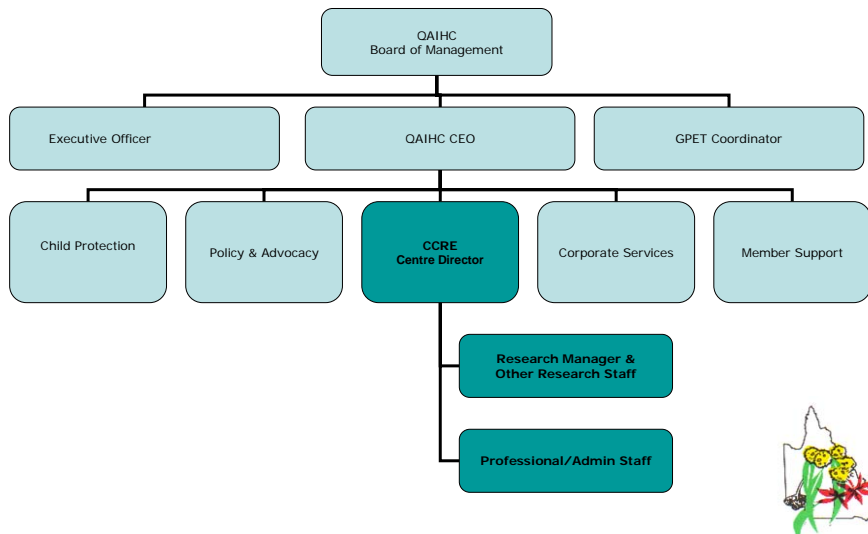 QAIHC
Board of Management
Executive Officer
QAIHC CEO
GPET Coordinator
Child Protection
Policy & Advocacy
CCRE
Centre Director
Corporate Services
Member Support
Research Manager &
Other Research Staff
Professional/Admin Staff